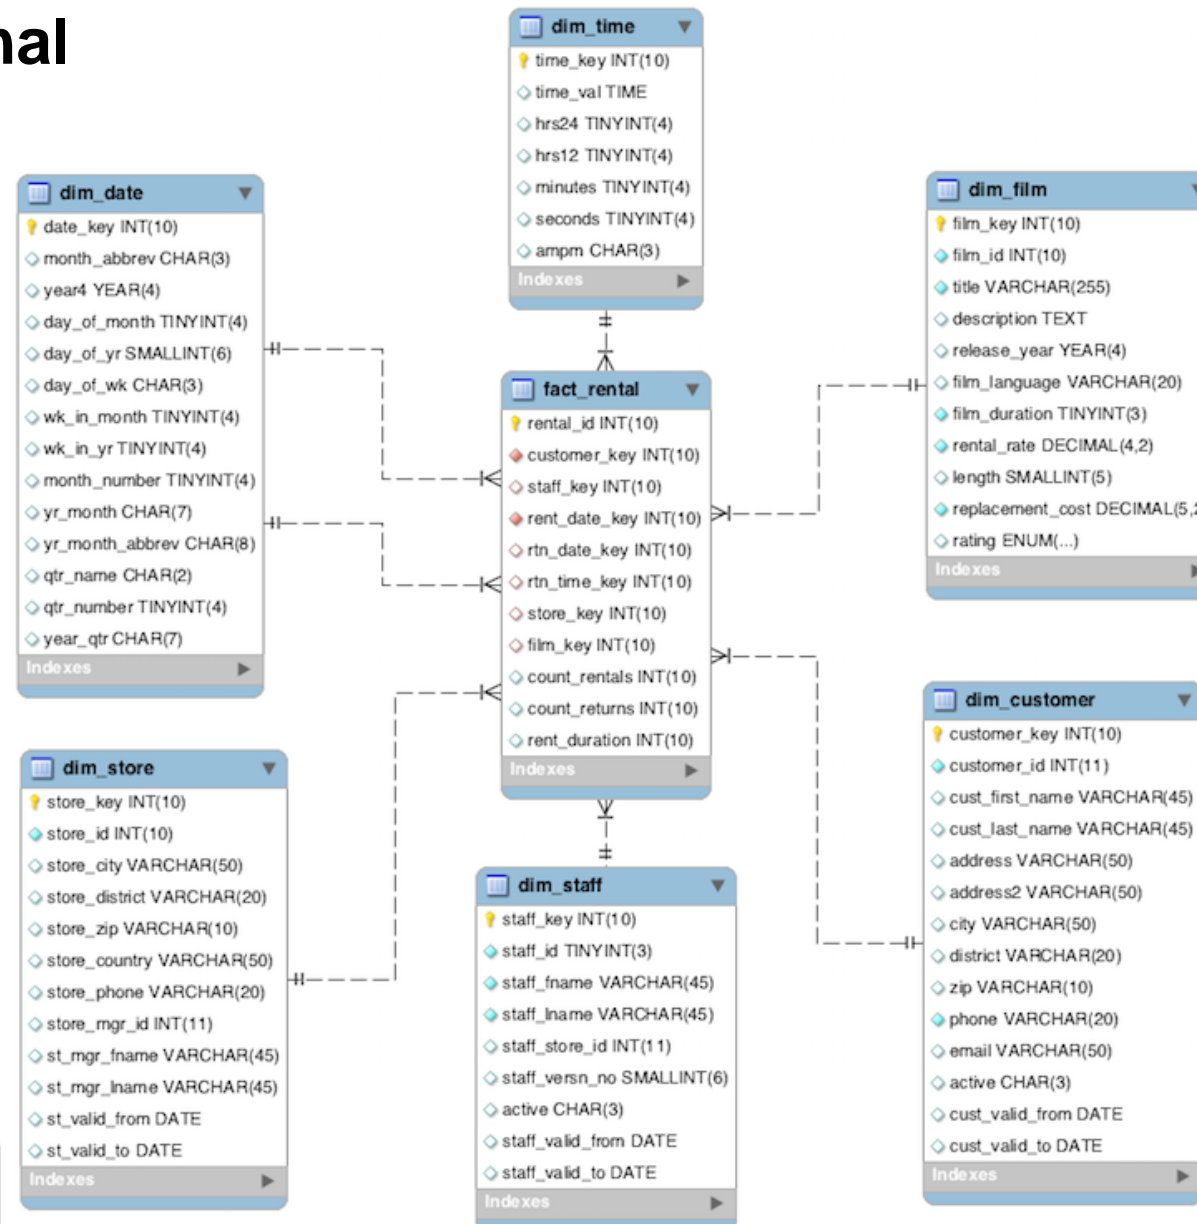 nal
dim_time
time_key INT(10)
time_val TIME
hrs24 TINYINT(4)
hrs12 TINYINT(4)
minutes TINYINT(4)
seconds TINYINT(4)
ampm CHAR(3)
Indexes
dim_date
date_key INT(10)
month_abbrev CHAR(3)
year4 YEAR(4)
day_of_month TINYINT(4)
day_of_yr SMALLINT(6)
day_of_wk CHAR(3)
wk_in_month TINYINT(4)
wk_in_yr TINYINT(4)
month_number TINYINT(4)
yr_month CHAR(7)
yr_month_abbrev CHAR(8)
qtr_name CHAR(2)
qtr_number TINYINT(4)
year_qtr CHAR(7)
Indexes
dim_film
film_key INT(10)
film_id INT(10)
title VARCHAR(255)
description TEXT
release_year YEAR(4)
film_language VARCHAR(20)
film_duration TINYINT(3)
rental_rate DECIMAL(4,2)
length SMALLINT(5)
replacement_cost DECIMAL(5,2
rating ENUM(...)
Indexes
fact_rental
rental_id INT(10)
customer_key INT(10)
staff_key INT(10)
rent_date_key INT(10)
rtn_date_key INT(10)
rtn_time_key INT(10)
store_key INT(10)
film_key INT(10)
count_rentals INT(10)
count_returns INT(10)
rent_duration INT(10)
Indexes
dim_store
store_key INT(10)
store_id INT(10)
store_city VARCHAR(50)
store_district VARCHAR(20)
store_zip VARCHAR(10)
store_country VARCHAR(50)
store_phone VARCHAR(20)
store_mgr_id INT(11)
st_mgr_fname VARCHAR(45)
st_mgr_lname VARCHAR(45)
st_valid_from DATE
st_valid_to DATE
Indexes
dim_staff
staff_key INT(10)
staff_id TINYINT(3)
staff_fname VARCHAR(45)
staff_lname VARCHAR(45)
staff_store_id INT(11)
staff_versn_no SMALLINT(6)
active CHAR(3)
staff_valid_from DATE
staff_valid_to DATE
Indexes
dim_customer
customer_key INT(10)
customer_id INT(11)
cust_first_name VARCHAR(45)
cust_last_name VARCHAR(45)
address VARCHAR(50)
address2 VARCHAR(50)
city VARCHAR(50)
district VARCHAR(20)
zip VARCHAR(10)
phone VARCHAR(20)
email VARCHAR(50)
active CHAR(3)
cust_valid_from DATE
cust_valid_to DATE
Indexes